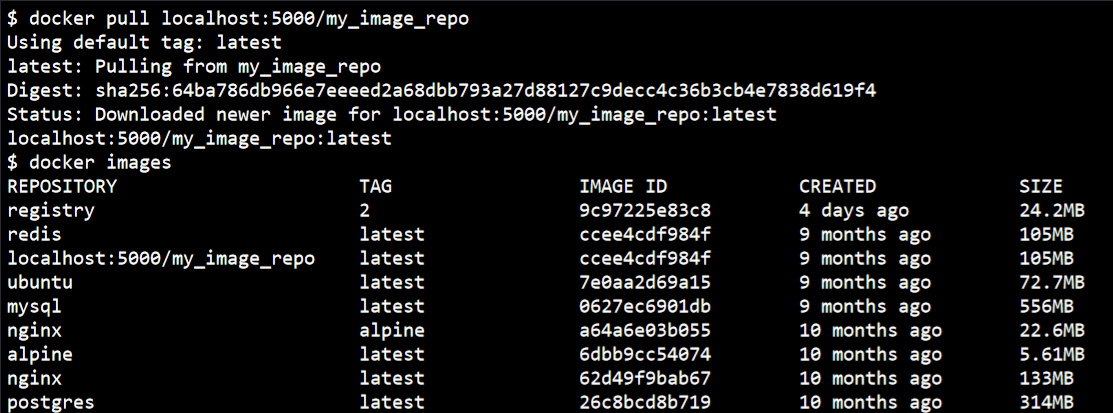 $ docker pull localhost:5000/my_image_repo
Using default tag: latest
latest: Pulling from my_image_repo
Digest: sha256:64ba786db966e7eeeed2a68dbb793a27d88127c9decc4c36b3cb4e7838d619f4
Status: Downloaded newer image for localhost:5000/my_image_repo:latest
localhost:5000/my_image_repo:latest
$ docker images
REPOSITORY TAG IMAGE ID CREATED SIZE
registry 2 9c97225e83c8 4 days ago 24.2MB
redis latest ccee4cdf984f 9 months ago 105MB
localhost:5000/my_image_repo latest ccee4cdf984f 9 months ago 105MB
ubuntu latest 7e0aa2d69a15 9 months ago 72.7MB
mysql latest 0627ec6901db 9 months ago 556MB
nginx alpine a64a6e03b055 10 months ago 22.6MB
alpine latest 6dbb9cc54074 10 months ago 5.61MB
nginx latest 62d49f9bab67 10 months ago 133MB
postgres latest 26c8bcd8b719 10 months ago 314MB